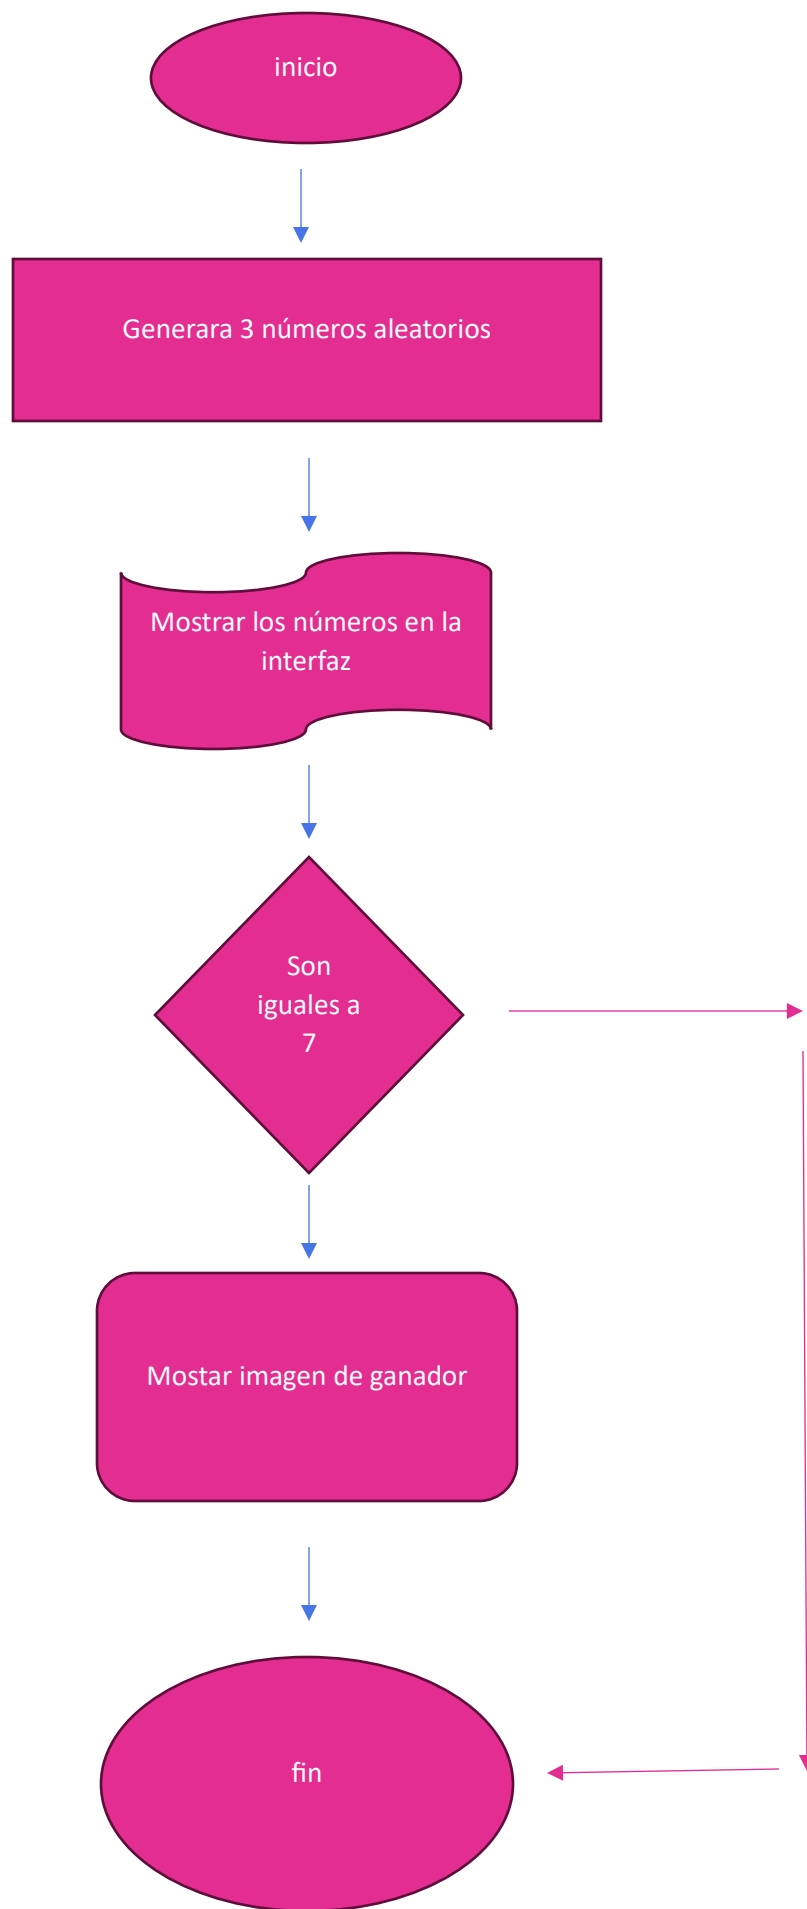 inicio
Generara 3 números aleatorios
Mostrar los números en la
interfaz
Son
iguales a
7
Mostar imagen de ganador
fin